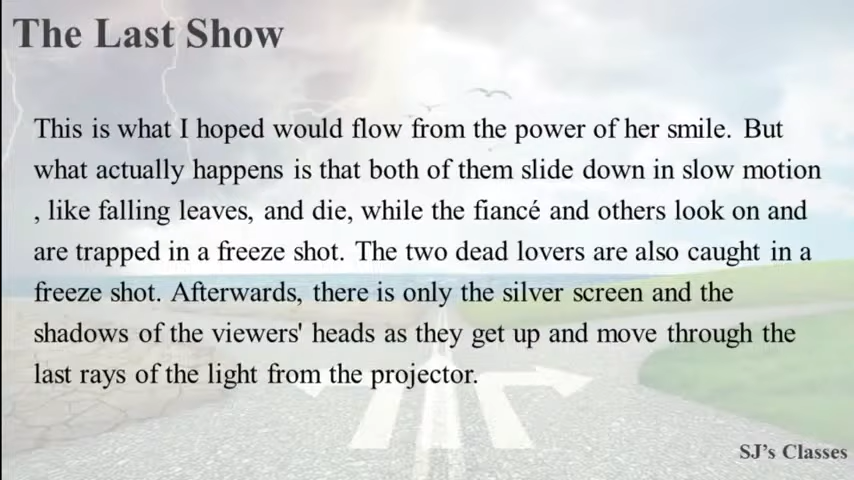 The Last Show
This is what I hoped would flow from the power of her smile. But
what actually happens is that both of them slide down in slow motion
, like falling leaves, and die, while the fiancé and others look on and
are trapped in a freeze shot. The two dead lovers are also caught in a
freeze shot. Afterwards, there is only the silver screen and the
shadows of the viewers' heads as they get up and move through the
last rays of the light from the projector.
SJ's Classes